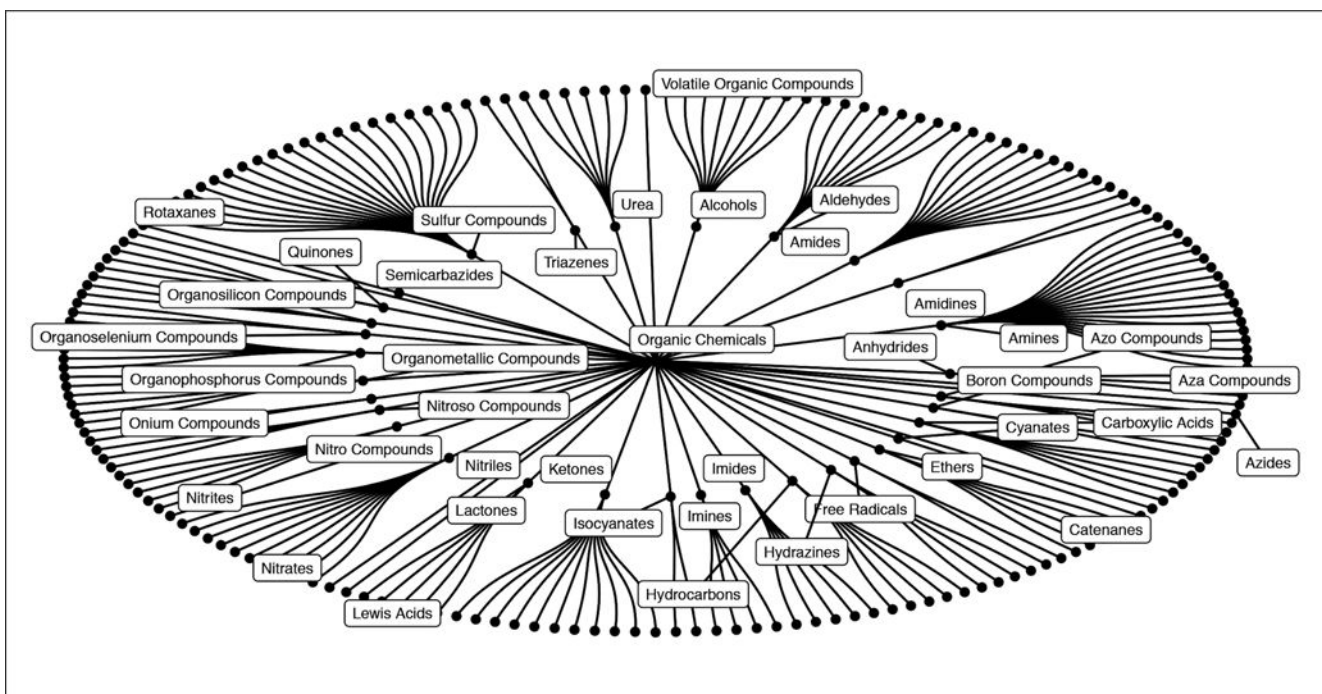 Volatile Organic Compounds
Rotaxanes
Sulfur Compounds
Urea
Alcohols
Aldehydes
Quinones
Triazenes
Amides
Semicarbazides
Organosilicon Compounds
Amidines
Organoselenium Compounds
Organic Chemicals
Amines
Azo Compounds
Organometallic Compounds
Anhydrides
Organophosphorus Compounds
Boron Compounds
Aza Compounds
Onium Compounds
Nitroso Compounds
Cyanates
Carboxylic Acids
Nitro Compounds
Nitriles
Ketones
Imides
Ethers
Azides
Nitrites
Lactones
Isocyanates
Imines
Free Radicals
Catenanes
Nitrates
Hydrazines
Lewis Acids
Hydrocarbons